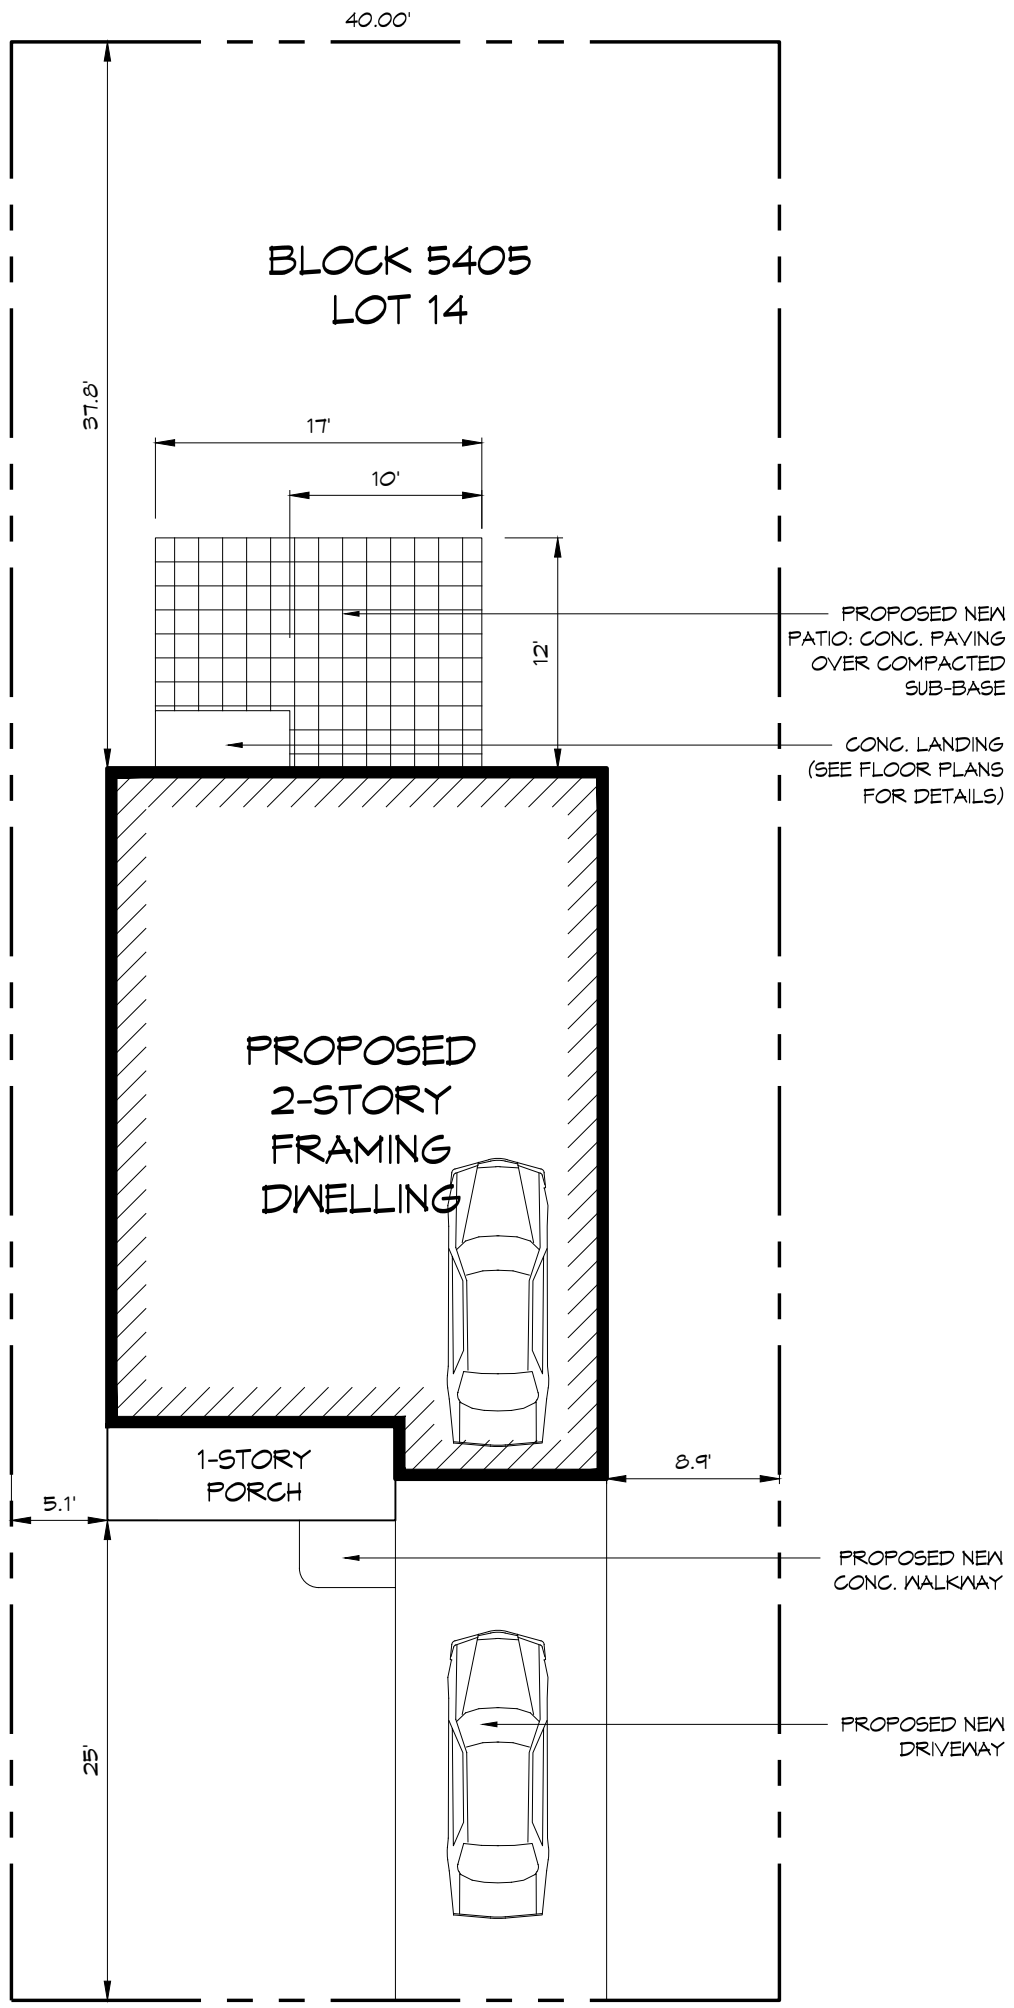 40.00'
BLOCK 5405
LOT 14
37.8'
17'
10'
12'
PROPOSED NEW
PATIO: CONC. PAVING
OVER COMPACTED
SUB-BASE
CONC. LANDING
(SEE FLOOR PLANS
FOR DETAILS)
PROPOSED
2-STORY
FRAMING
DWELLING
1-STORY
PORCH
8.9'
5.1'
PROPOSED NEW
CONC. WALKWAY
PROPOSED NEW
DRIVEWAY
25'